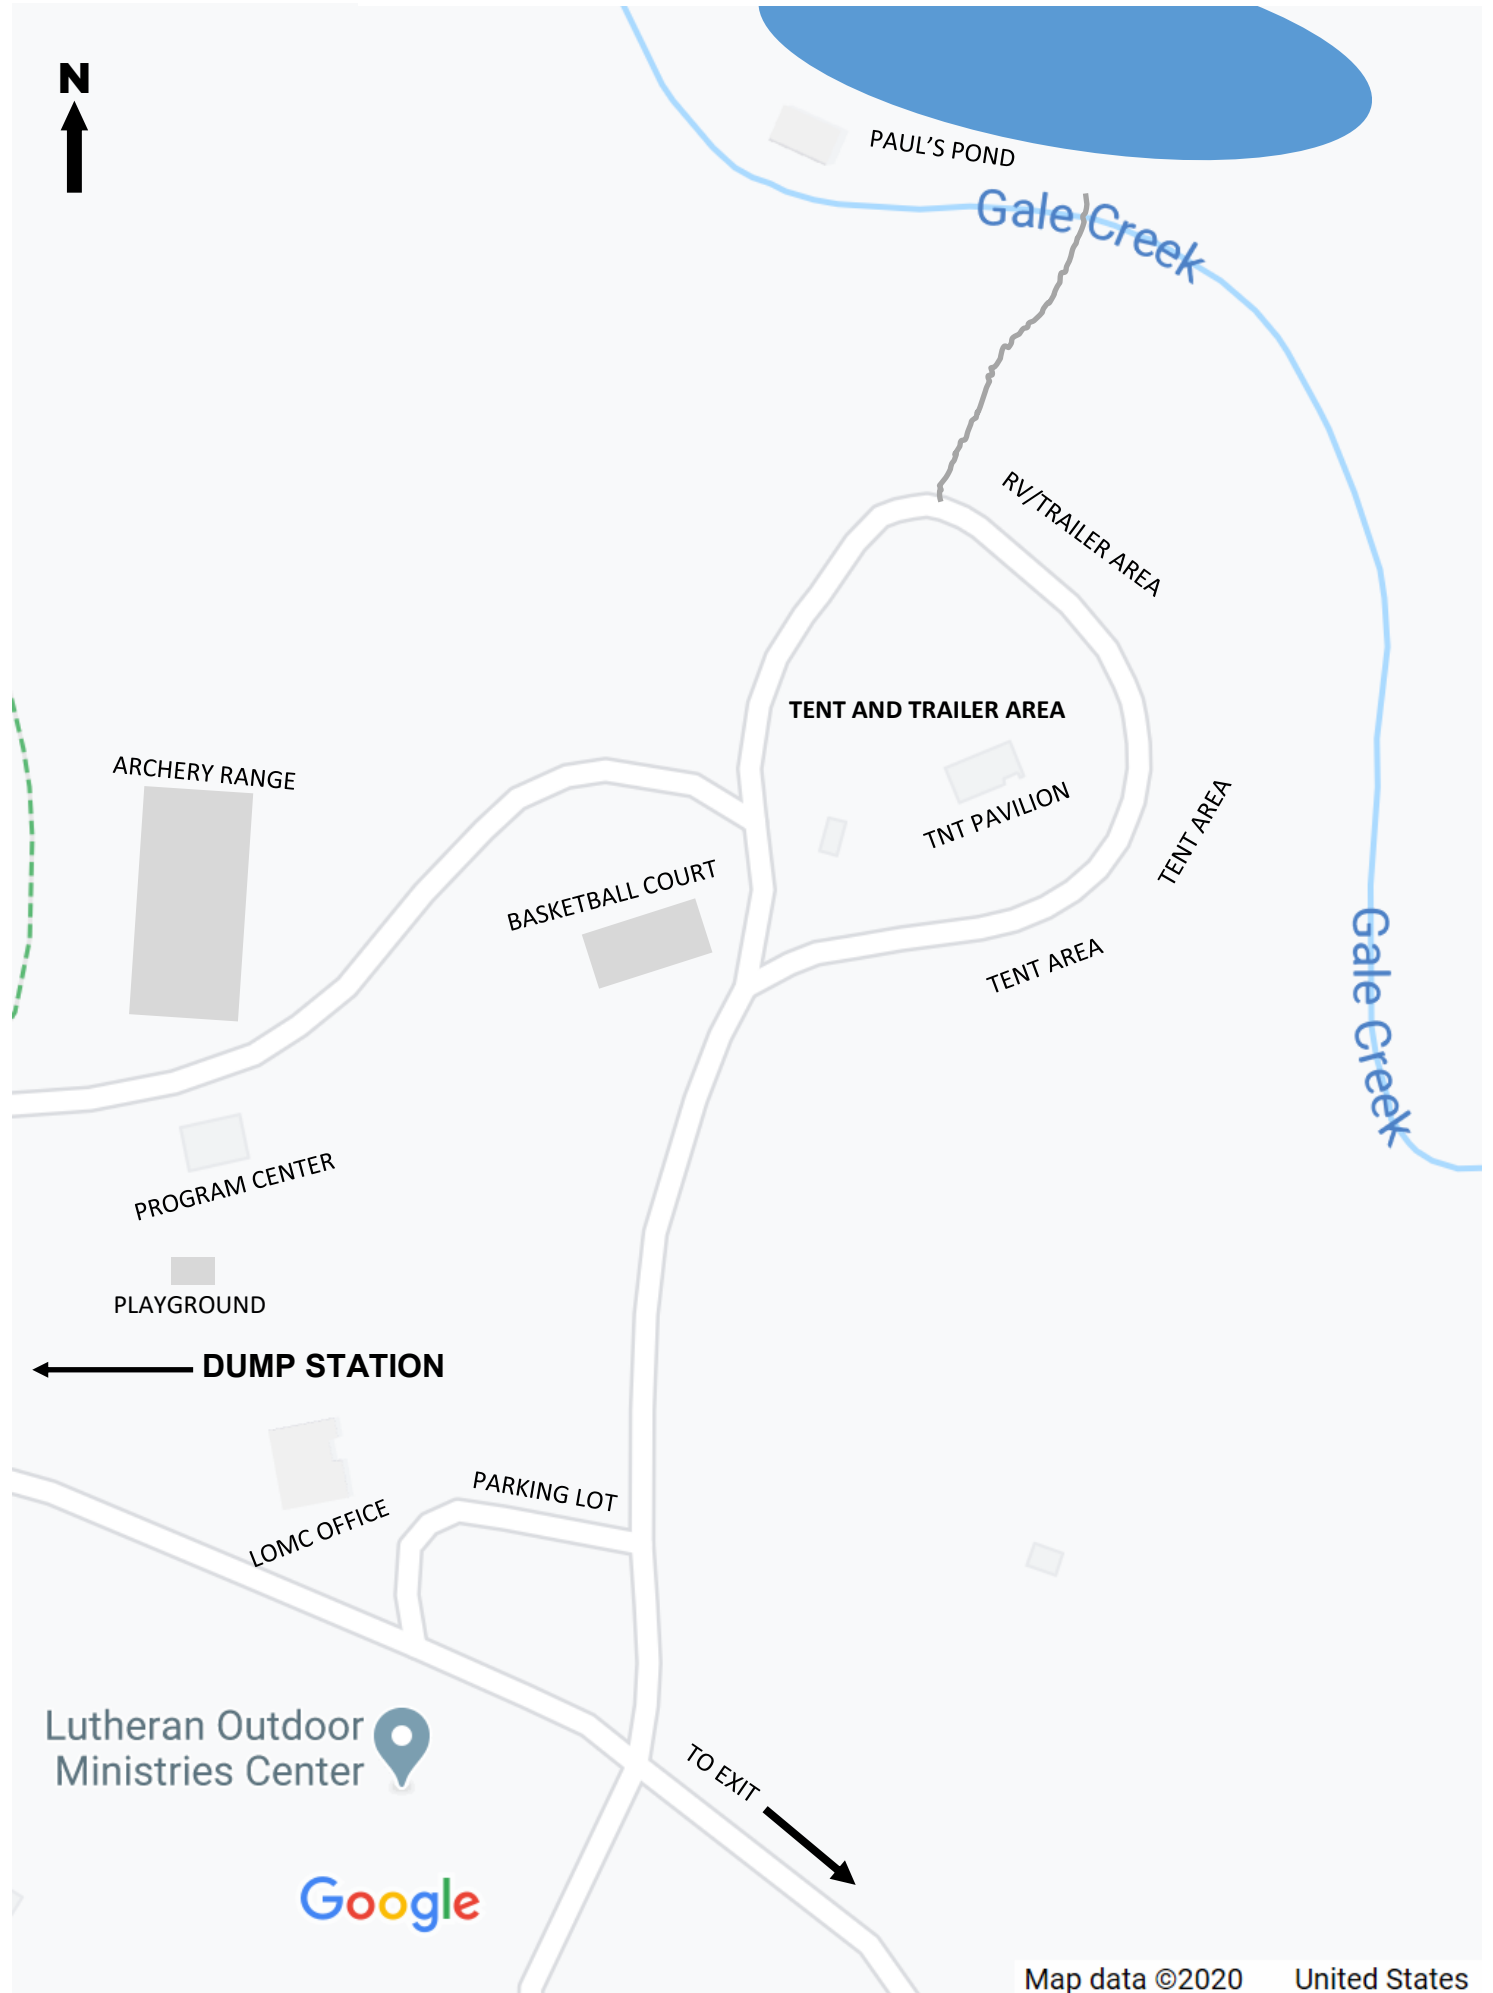 N
PAUL'S POND
Gale Creek
RV/TRAILER AREA
TENT AND TRAILER AREA
ARCHERY RANGE
TNT PAVILION
TENT AREA
BASKETBALL COURT
TENT AREA
Gale Creek
PROGRAM CENTER
PLAYGROUND
DUMP STATION
PARKING LOT
LOMC OFFICE
Lutheran Outdoor
Ministries Center
TO EXIT
Google
Map data ©2020 United States